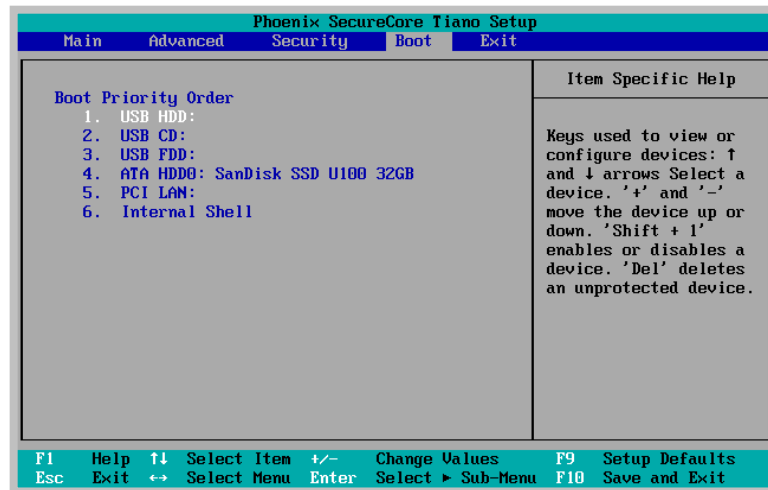 Phoenix SecureCore Tiano Setup
Main Advanced Security Boot Exit
Boot Priority Order
1. USB HDD:
2. USB CD:
3. USB FDD:
4. ATA HDD0: SanDisk SSD U100 32GB
5. PCI LAN:
6. Internal Shell
Item Specific Help
Keys used to view or
configure devices: ↑
and ↓ arrows Select a
device. '+' and '-'
move the device up or
down. 'Shift + 1'
enables or disables a
device. 'Del' deletes
an unprotected device.
F1 Help ↑↓ Select Item +/- Change Values F9 Setup Defaults
Esc Exit ↔ Select Menu Enter Select ► Sub-Menu F10 Save and Exit